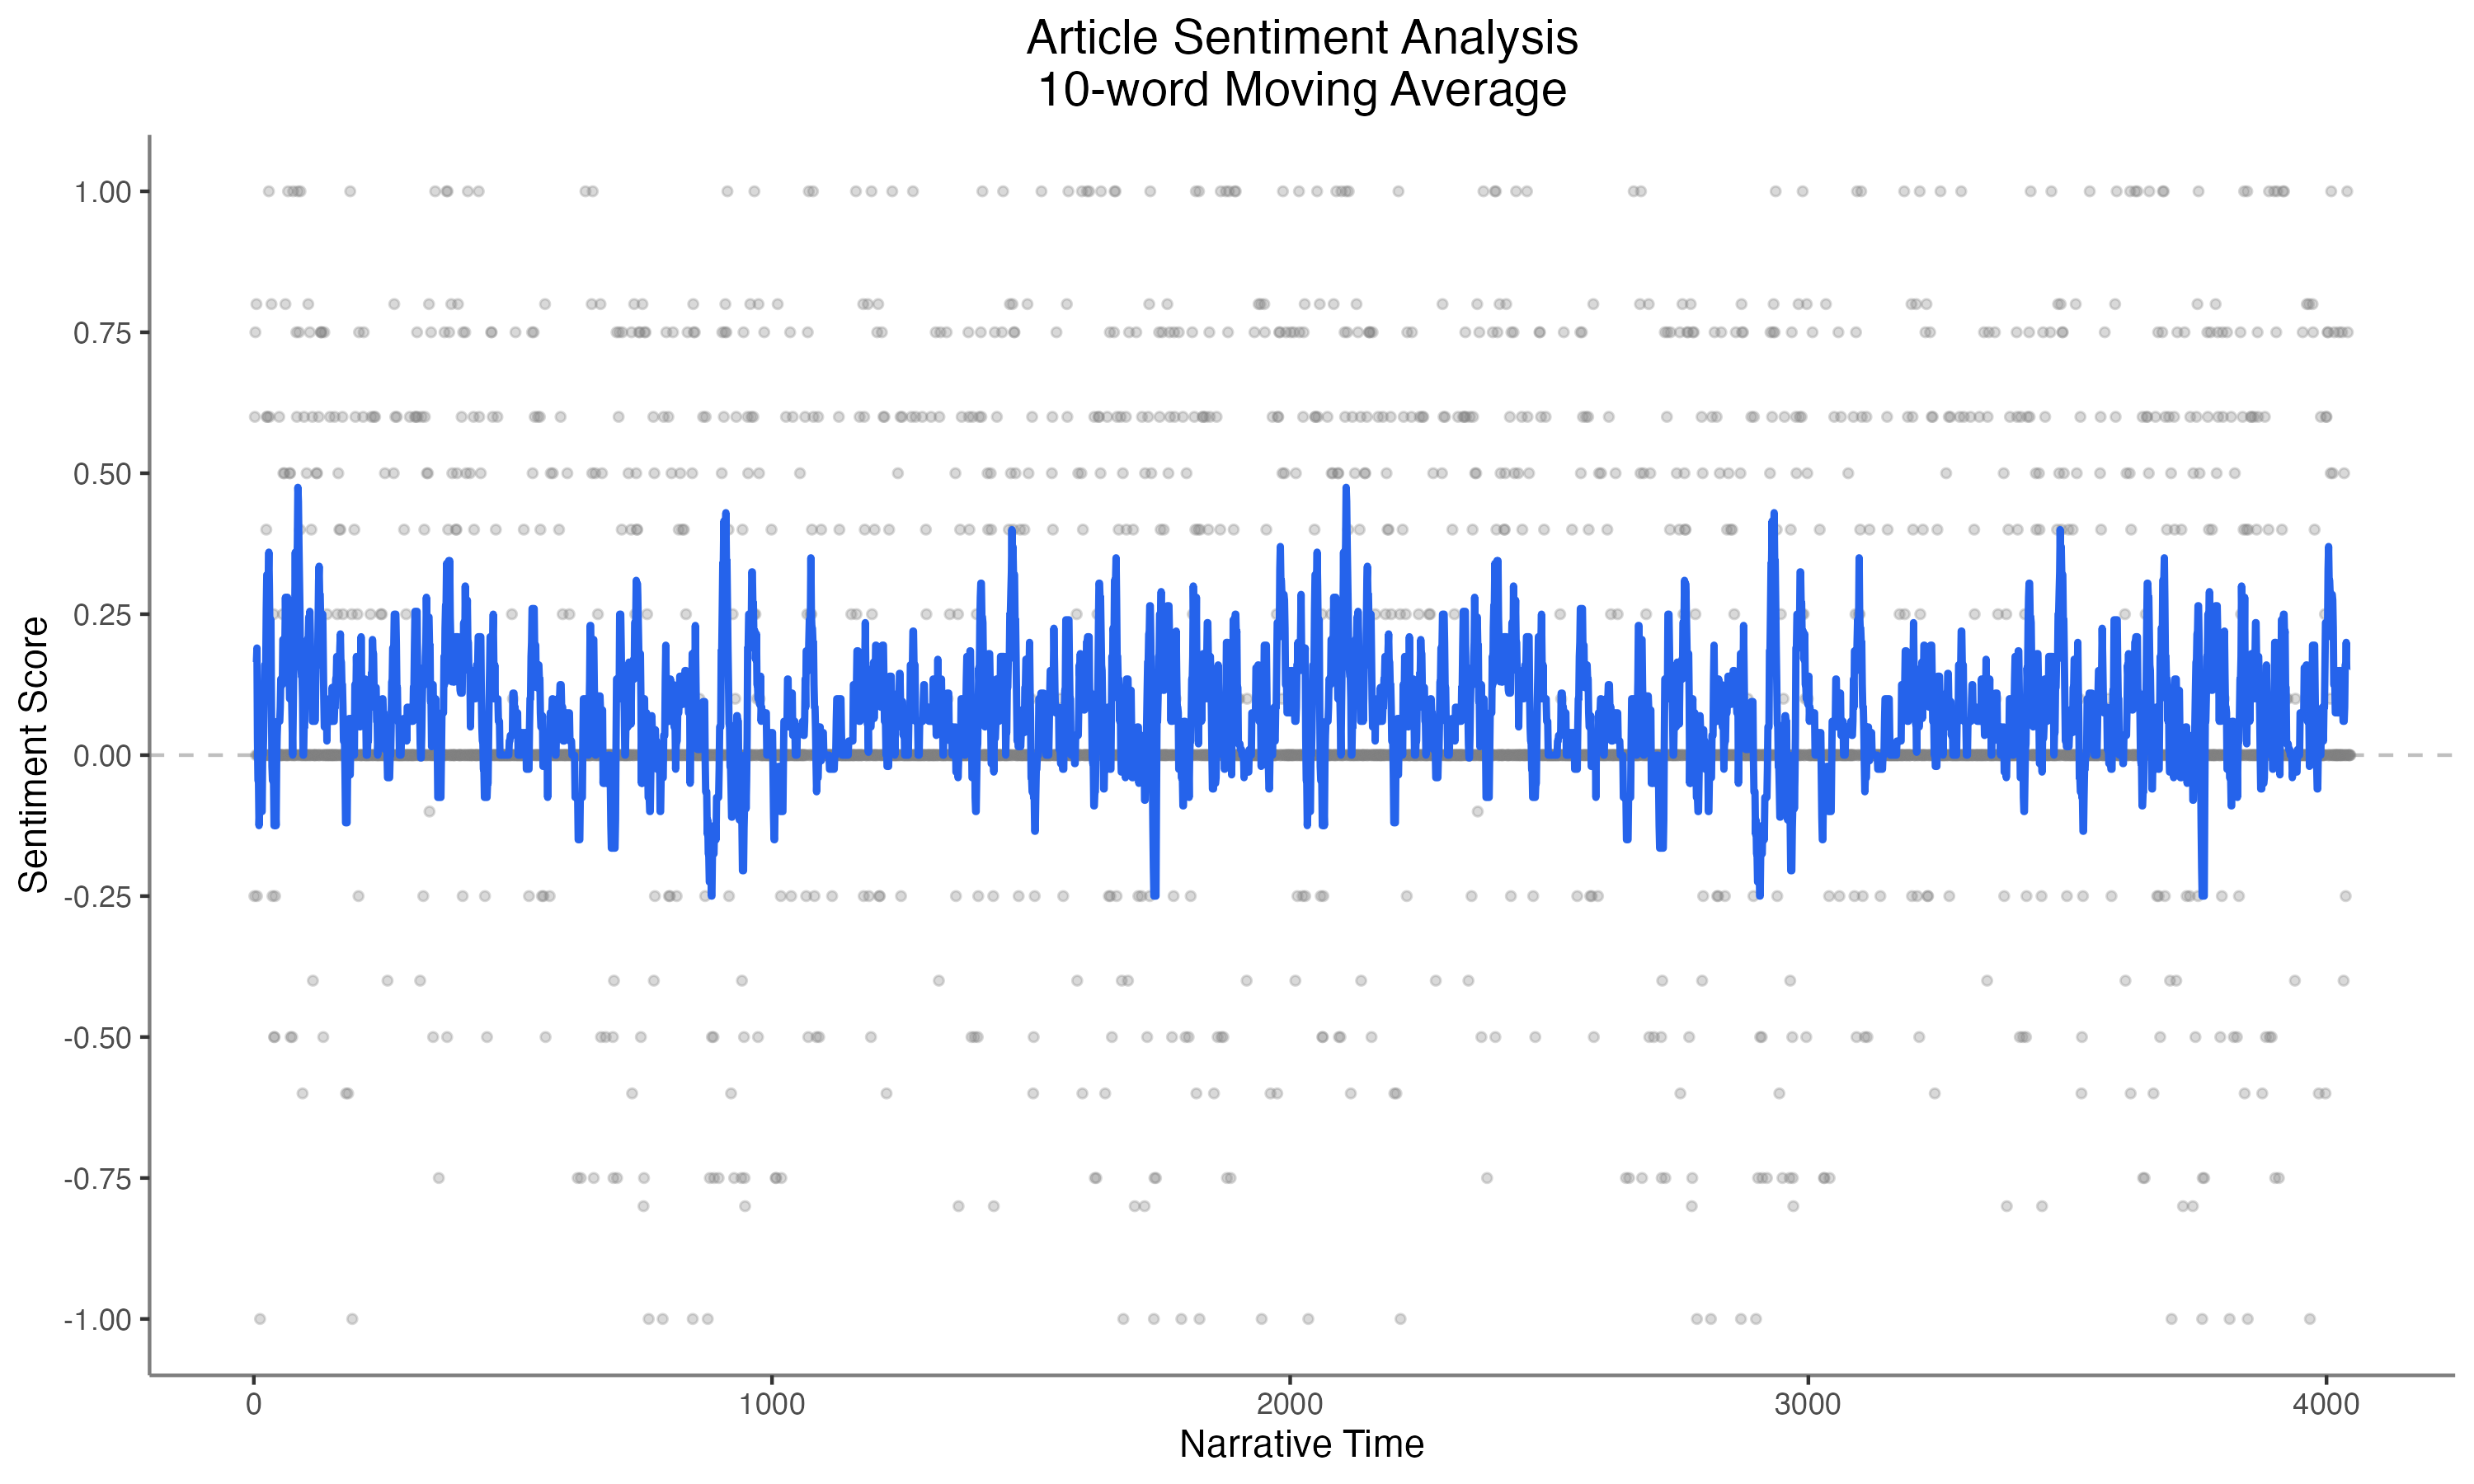 Article Sentiment Analysis
10-word Moving Average
Sentiment Score
1.00
0.75
0.50
0.25
0.00
-0.25
-0.50
-0.75
-1.00
0 1000 2000 3000 4000
Narrative Time